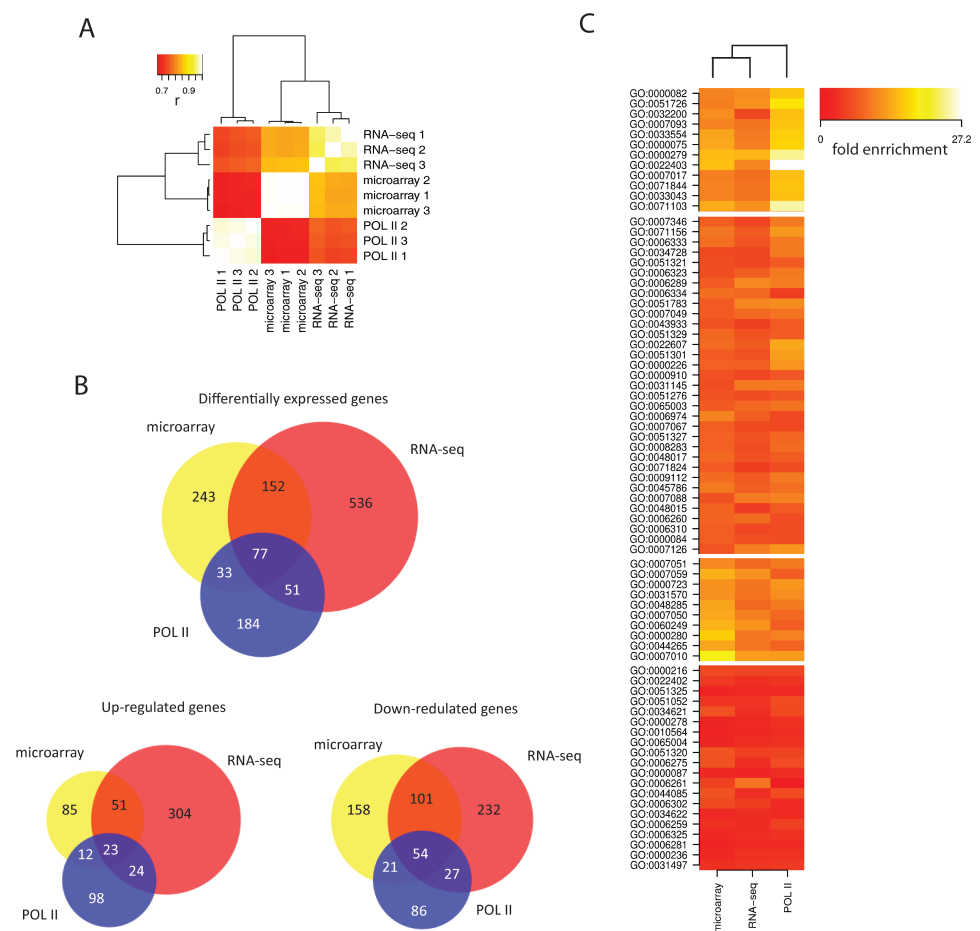 A
0.7 0.9
r
RNA−seq 1
RNA−seq 2
RNA−seq 3
microarray 2
microarray 1
microarray 3
POL II 2
POL II 3
POL II 1
POL II 1
POL II 3
POL II 2
microarray 3
microarray 1
microarray 2
RNA−seq 3
RNA−seq 2
RNA−seq 1
B
Differentially expressed genes
microarray
RNA-seq
243
152
536
77
33
51
184
POL II
Up-regulated genes
microarray
RNA-seq
85
51
304
12
23
24
98
POL II
Down-redulated genes
microarray
RNA-seq
158
101
232
54
21
27
86
POL II
C
0 27.2
fold enrrichment
GO:0000082
GO:0051726
GO:0032200
GO:0007093
GO:0033554
GO:0000075
GO:0000279
GO:0022403
GO:0007017
GO:0071844
GO:0033043
GO:0071103
GO:0007346
GO:0071156
GO:0006333
GO:0034728
GO:0051321
GO:0006323
GO:0006289
GO:0006334
GO:0051783
GO:0007049
GO:0043933
GO:0051329
GO:0022607
GO:0051301
GO:0000226
GO:0000910
GO:0031145
GO:0051276
GO:0065003
GO:0006974
GO:0007067
GO:0051327
GO:0008283
GO:0048017
GO:0071824
GO:0009112
GO:0045786
GO:0007088
GO:0048015
GO:0006260
GO:0006310
GO:0000084
GO:0007126
GO:0007051
GO:0007059
GO:0000723
GO:0031570
GO:0048285
GO:0007050
GO:0060249
GO:0000280
GO:0044265
GO:0007010
GO:0000216
GO:0022402
GO:0051325
GO:0051052
GO:0034621
GO:0000278
GO:0010564
GO:0065004
GO:0051320
GO:0006275
GO:0000087
GO:0006261
GO:0044085
GO:0006302
GO:0034622
GO:0006259
GO:0006325
GO:0006281
GO:0000236
GO:0031497
microarray
RNA−seq
POL II